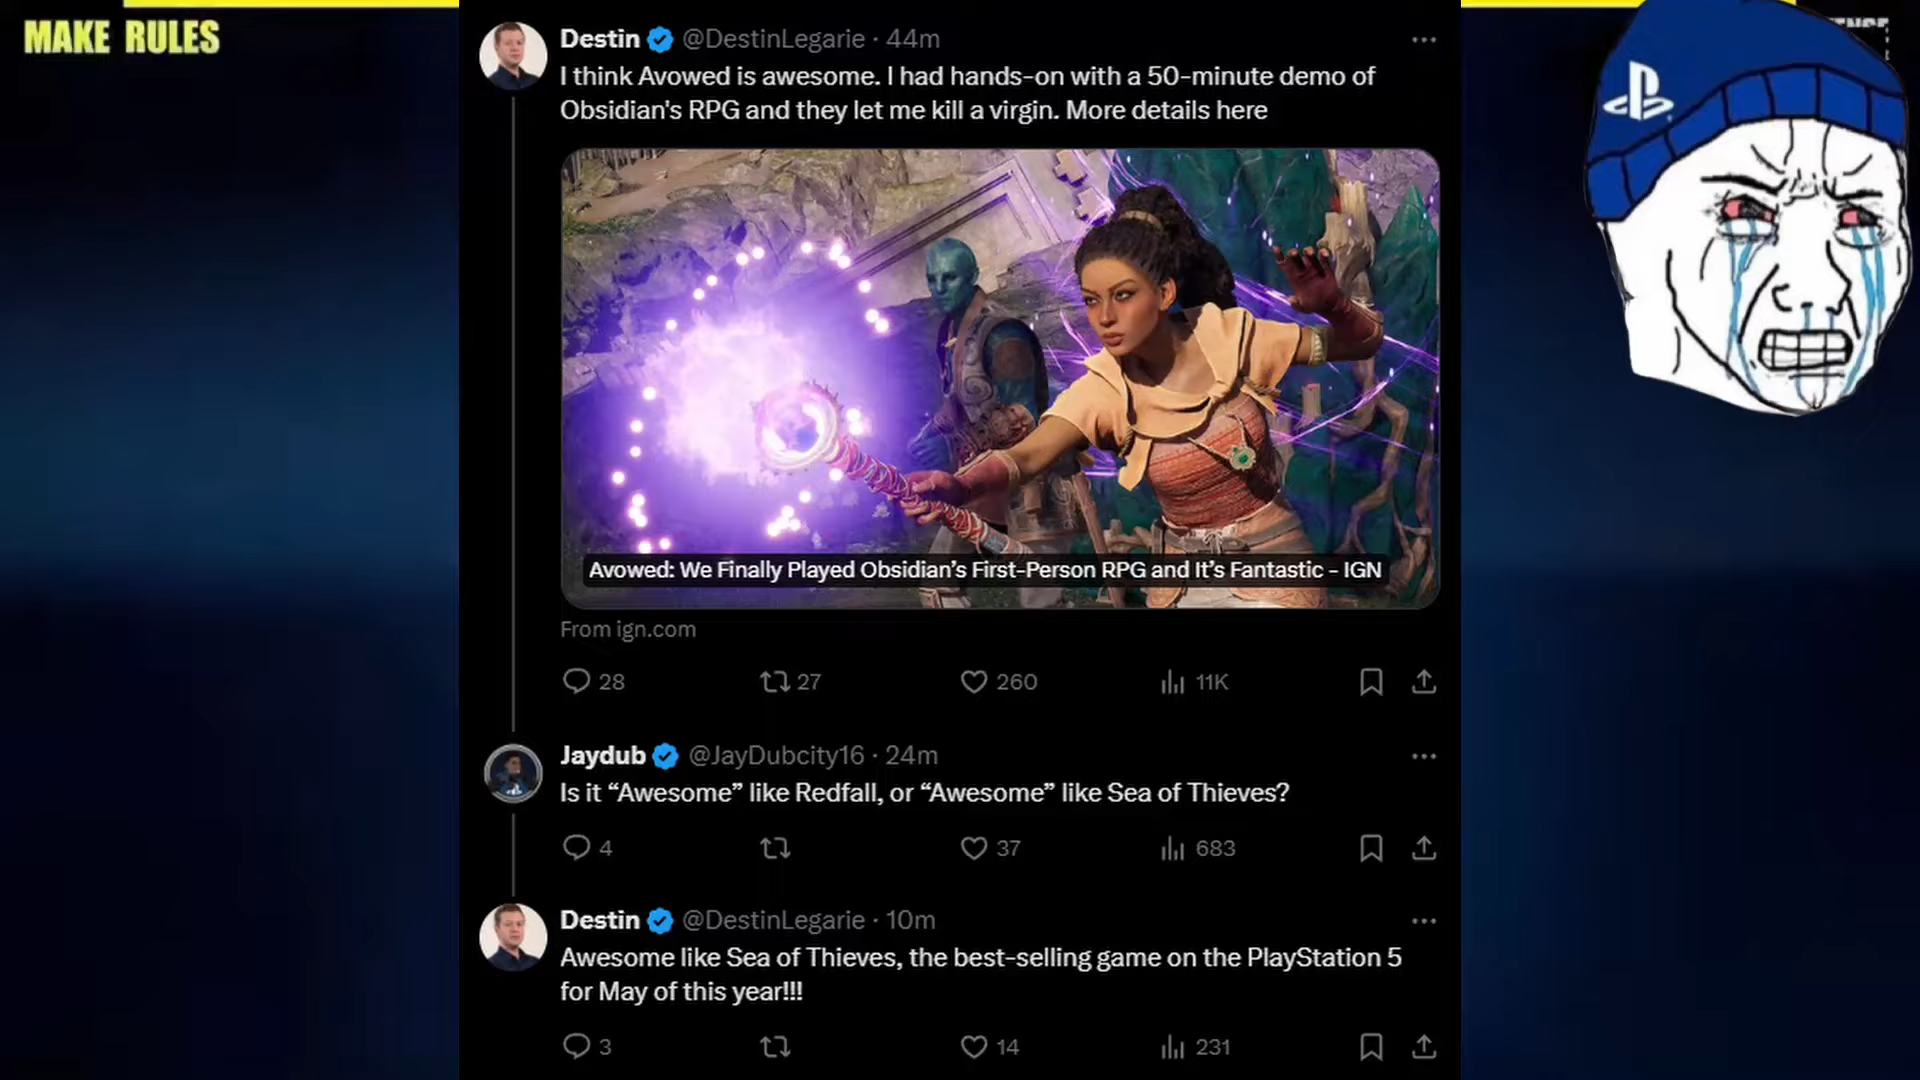 MAKE RULES
Destin @DestinLegarie · 44m
I think Avowed is awesome. I had hands-on with a 50-minute demo of
Obsidian's RPG and they let me kill a virgin. More details here
Avowed: We Finally Played Obsidian’s First-Person RPG and It’s Fantastic - IGN
From ign.com
28 27 260 11K
Jaydub @JayDubcity16 · 24m
Is it “Awesome” like Redfall, or “Awesome” like Sea of Thieves?
4 37 683
Destin @DestinLegarie · 10m
Awesome like Sea of Thieves, the best-selling game on the PlayStation 5
for May of this year!!!
3 14 231